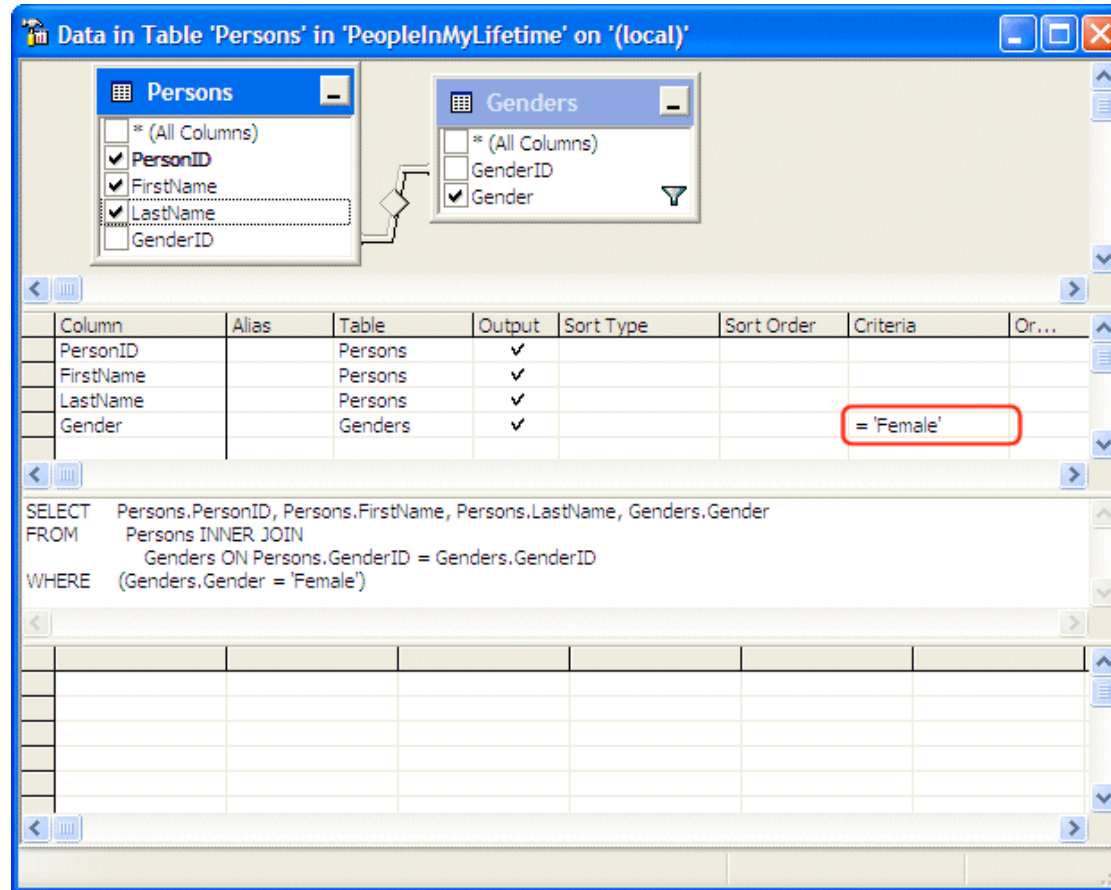 Data in Table 'Persons' in 'PeopleInMyLifetime' on '(local)'
Persons
* (All Columns)
PersonID
FirstName
LastName
GenderID
Genders
* (All Columns)
GenderID
Gender
Column Alias Table Output Sort Type Sort Order Criteria Or...
PersonID Persons
FirstName Persons
LastName Persons
Gender Genders = 'Female'
SELECT Persons.PersonID, Persons.FirstName, Persons.LastName, Genders.Gender
FROM Persons INNER JOIN
Genders ON Persons.GenderID = Genders.GenderID
WHERE (Genders.Gender = 'Female')